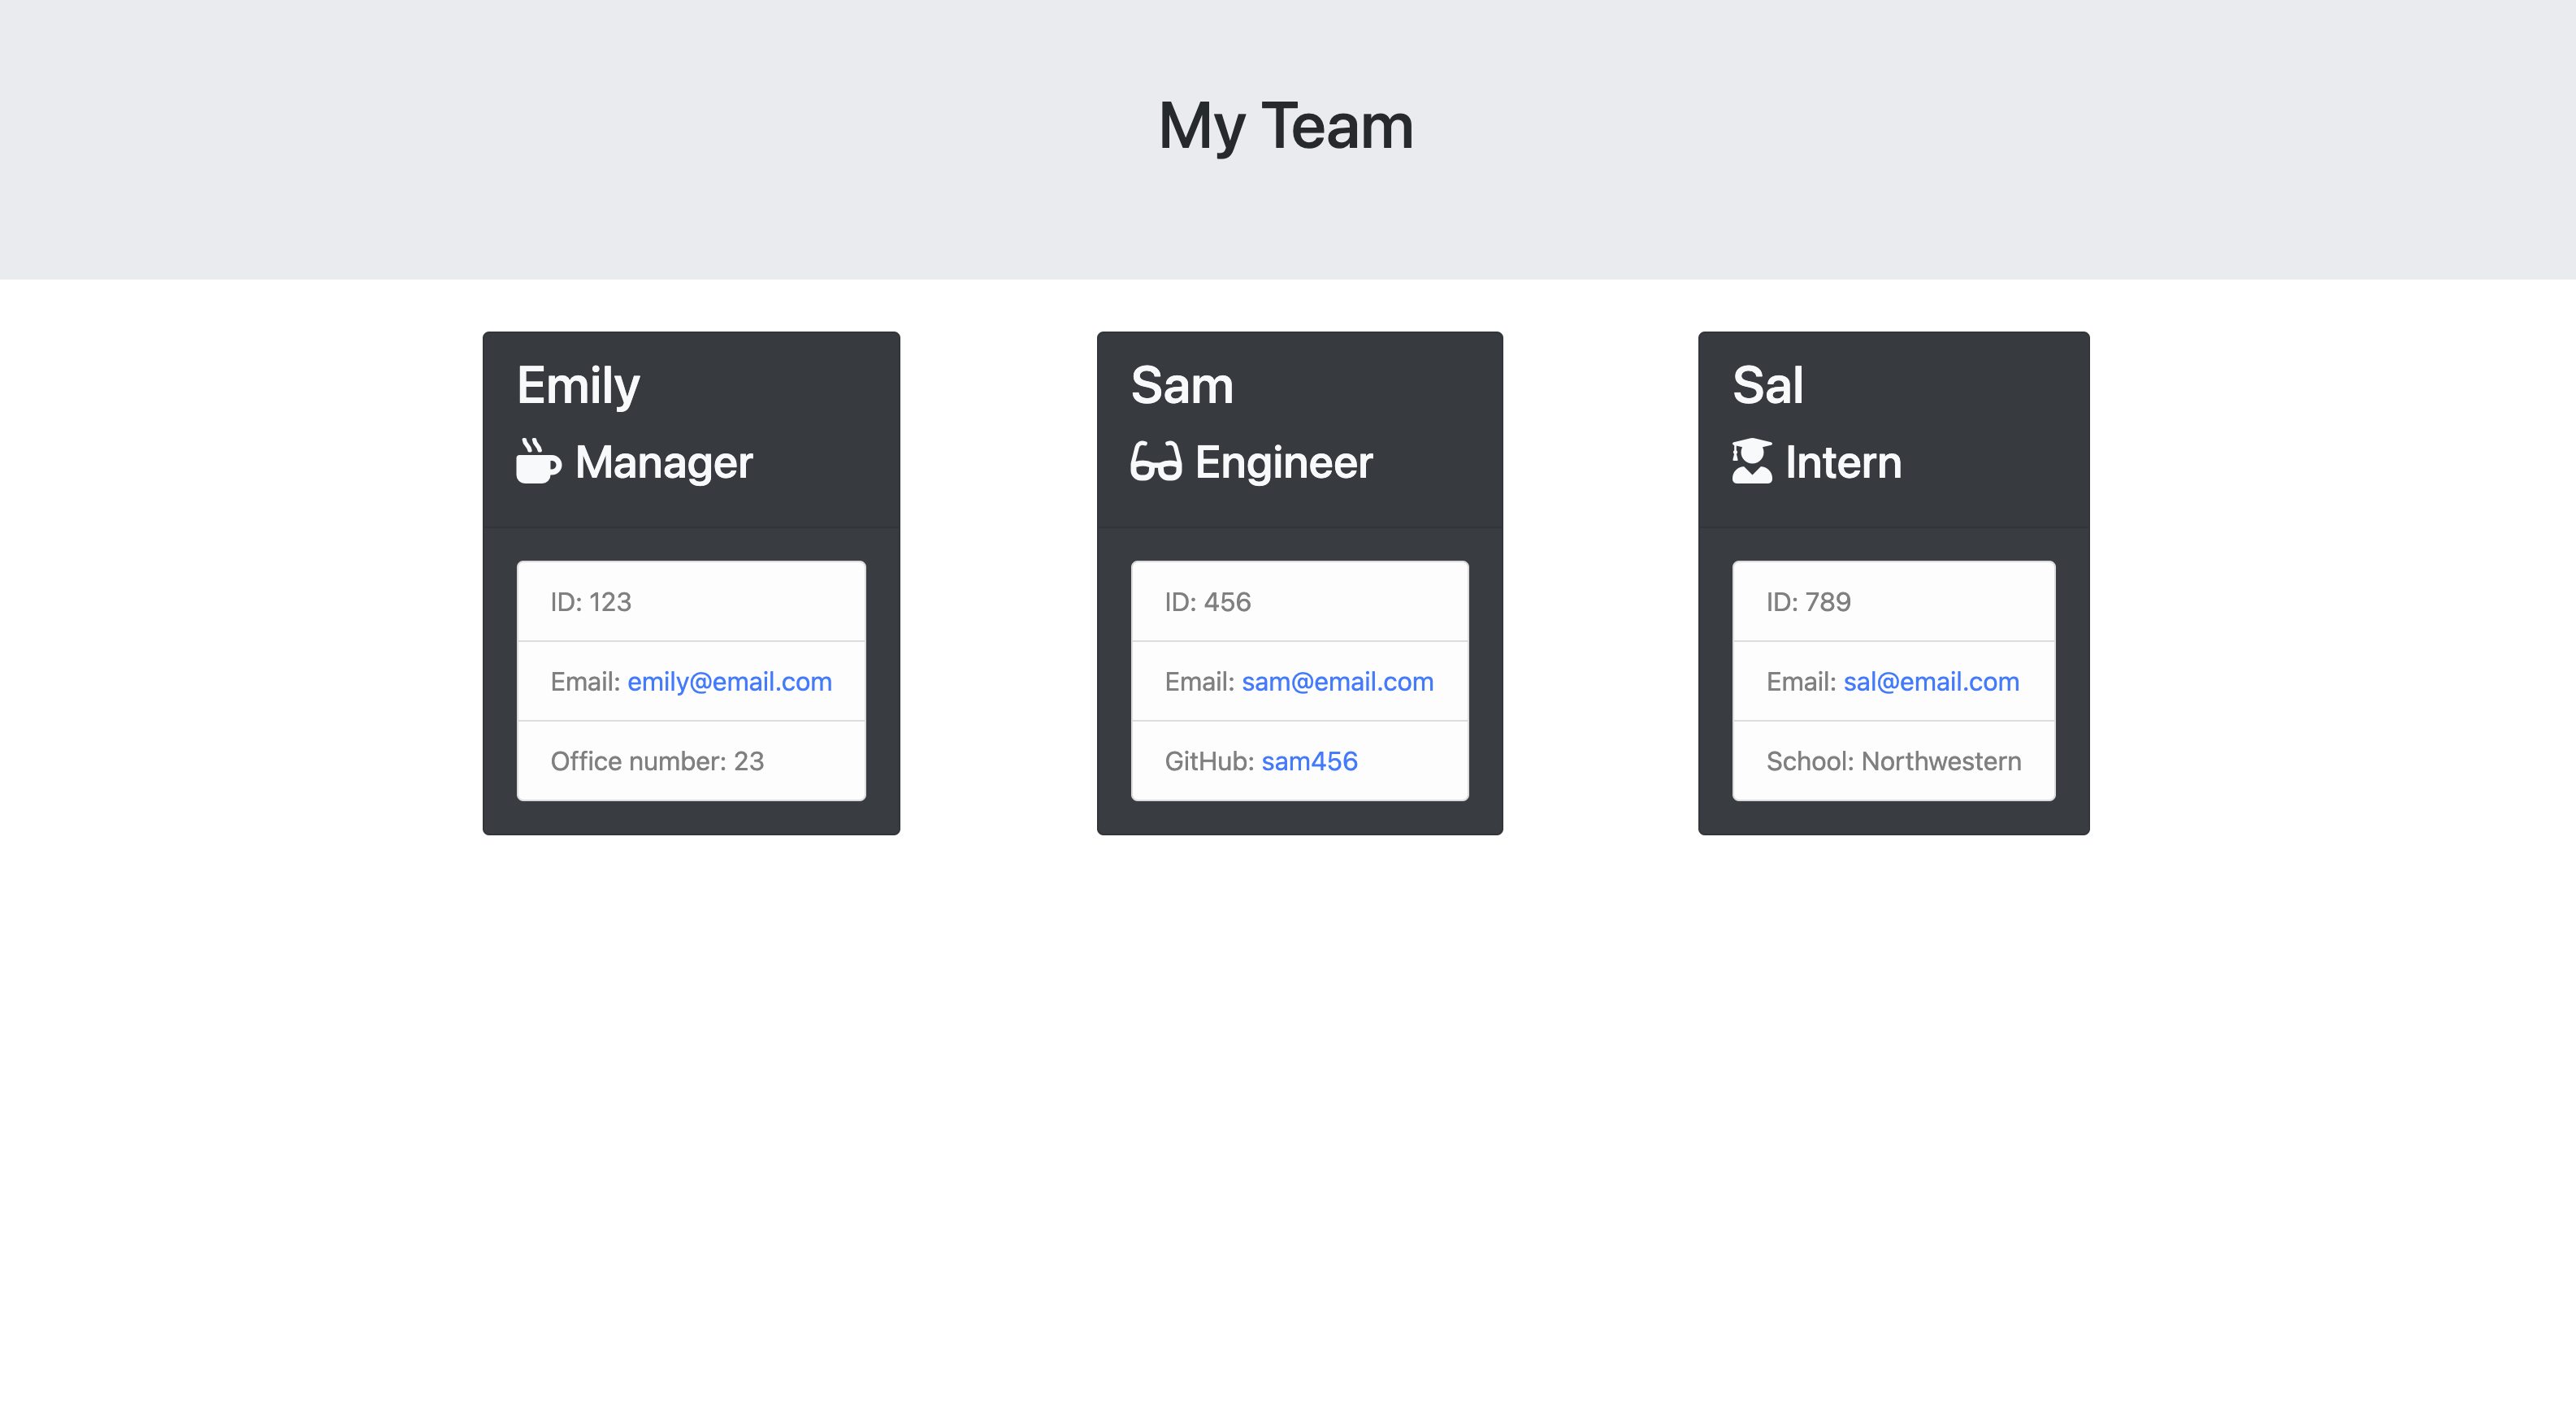 My Team
Emily
Manager
ID: 123
Email: emily@email.com
Office number: 23
Sam
Engineer
ID: 456
Email: sam@email.com
GitHub: sam456
Sal
Intern
ID: 789
Email: sal@email.com
School: Northwestern